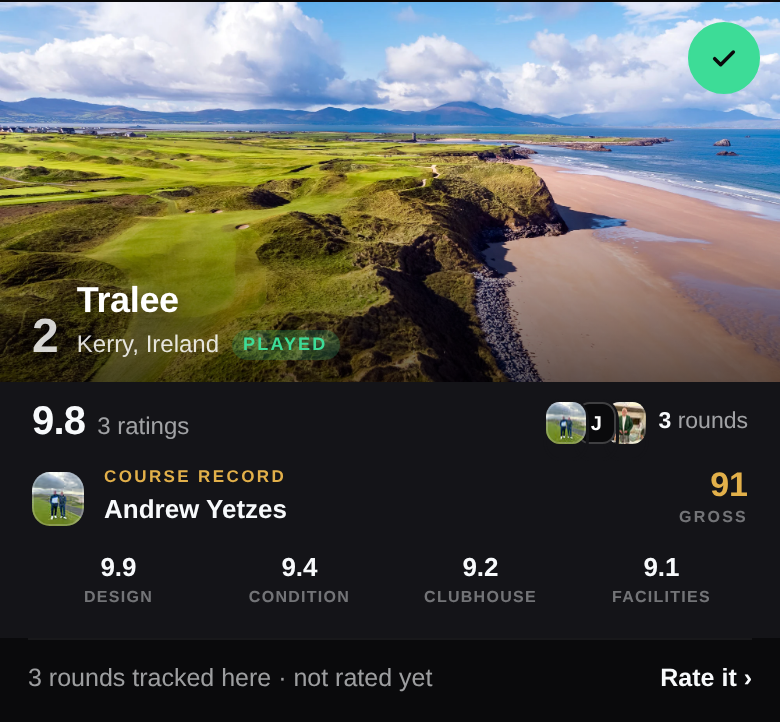 Tralee
2
Kerry, Ireland PLAYED
9.8 3 ratings
J
3 rounds
COURSE RECORD
Andrew Yetzes
91
GROSS
9.9 9.4 9.2 9.1
DESIGN CONDITION CLUBHOUSE FACILITIES
3 rounds tracked here · not rated yet
Rate it ›